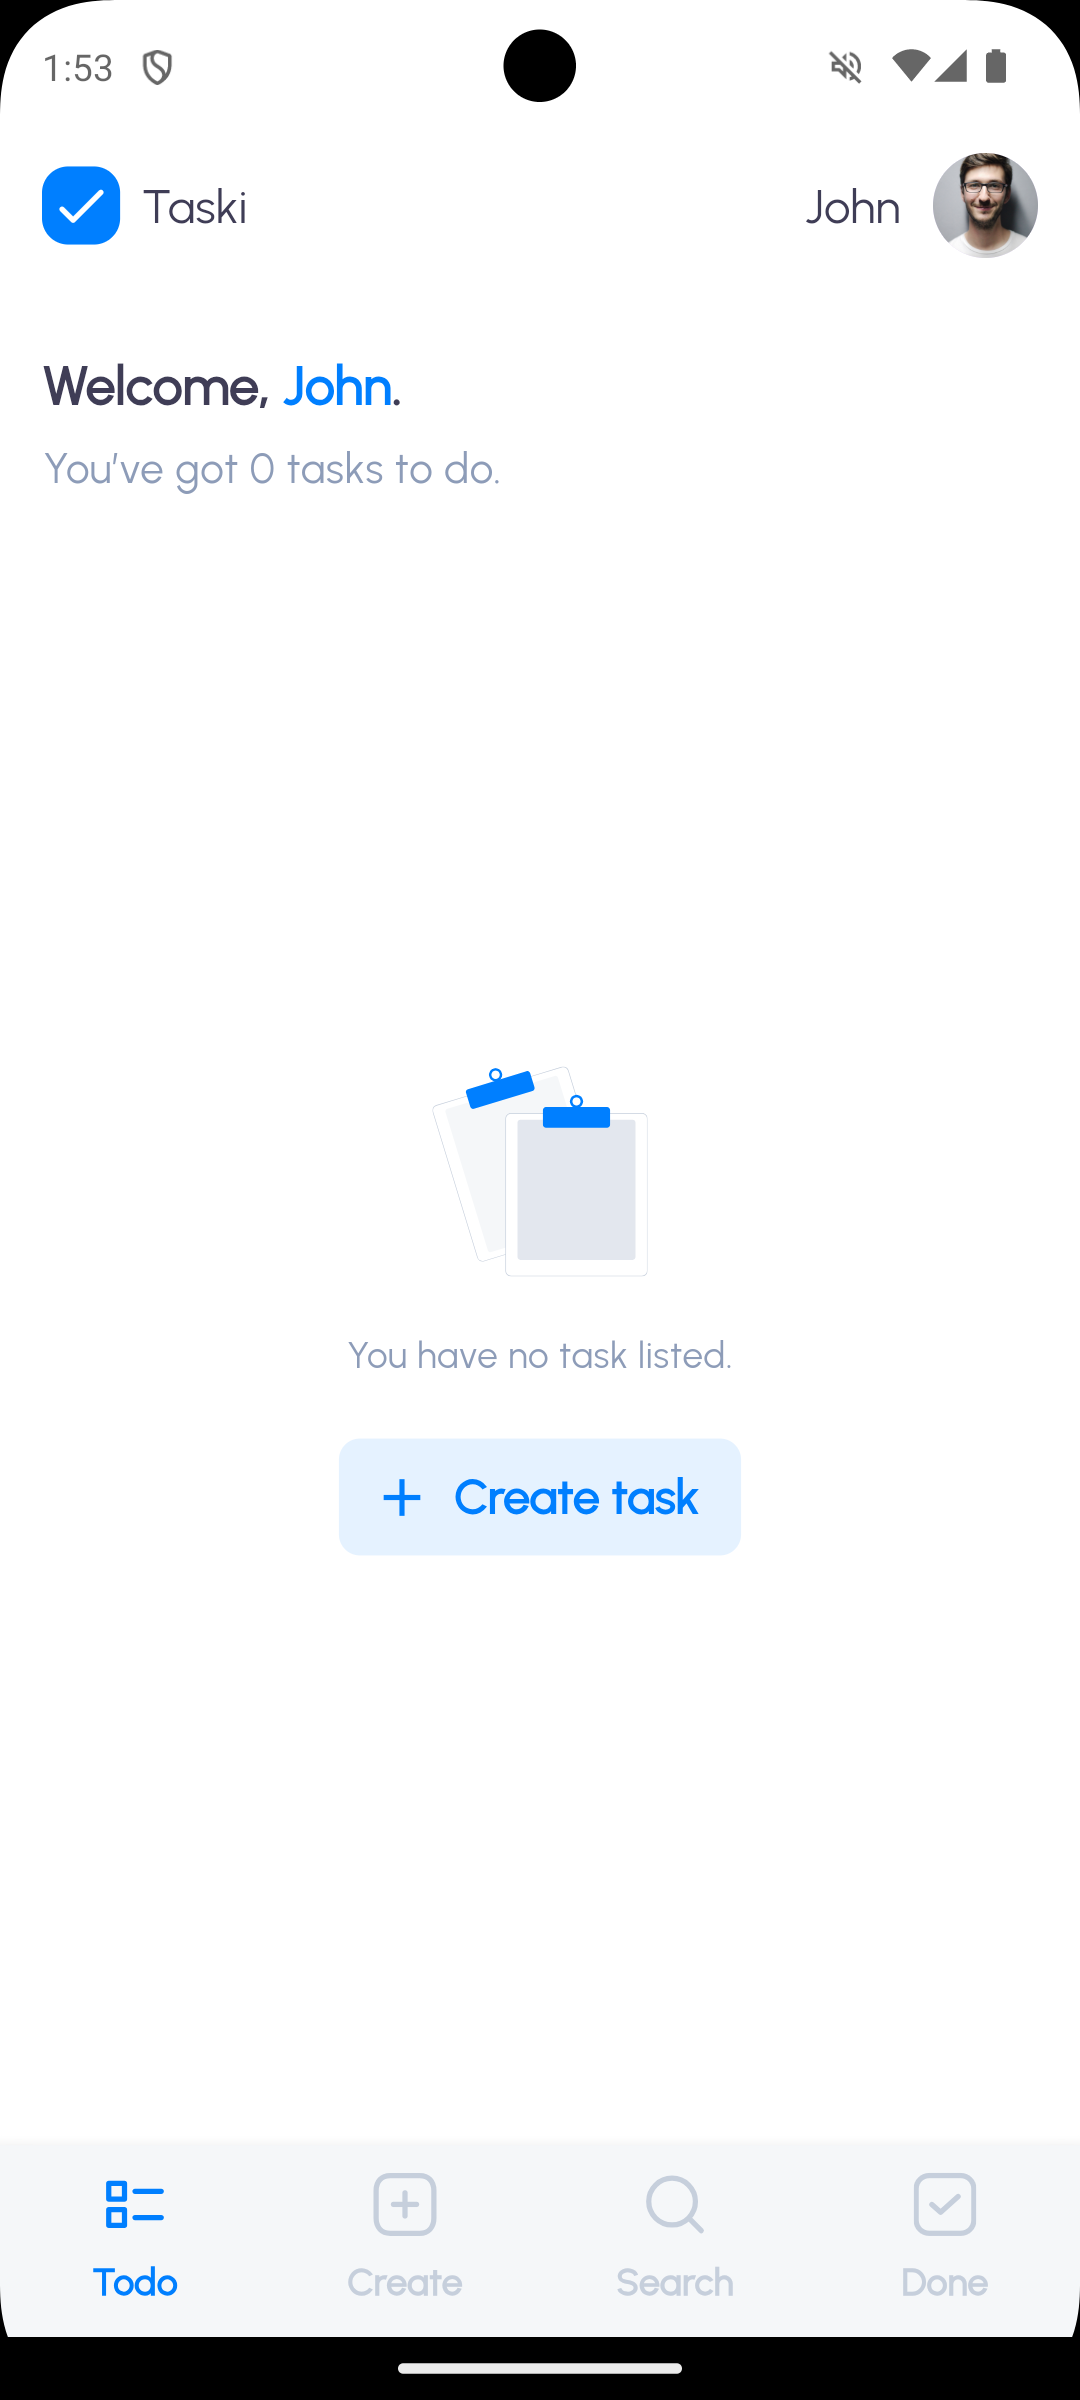 1:53
Taski
John
Welcome, John.
You've got 0 tasks to do.
You have no task listed.
Create task
Todo
Create
Search
Done